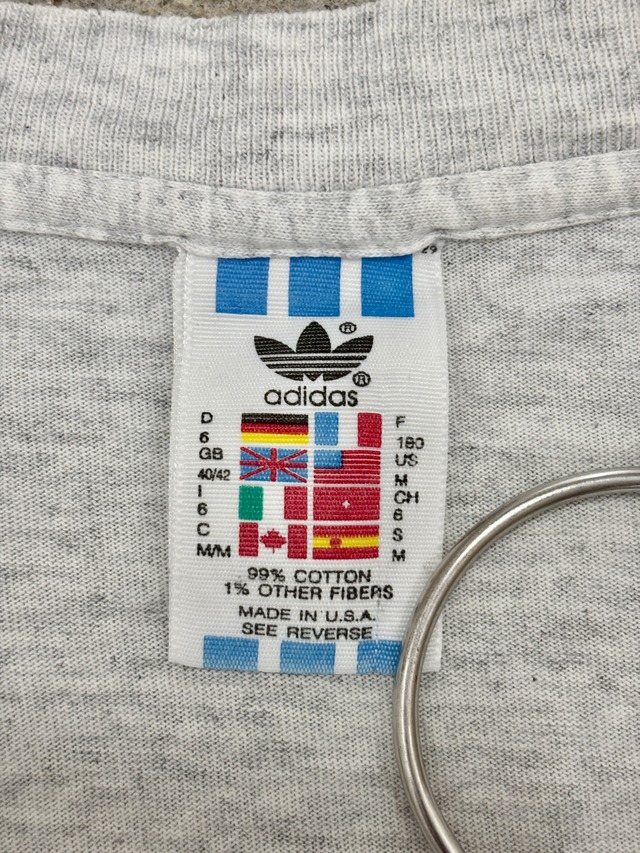 29
®
®
adidas
D F
6 180
GB US
40/42 M
I CH
6 6
C S
M/M M
99% COTTON
1% OTHER FIBERS
MADE IN U.S.A.
SEE REVERSE